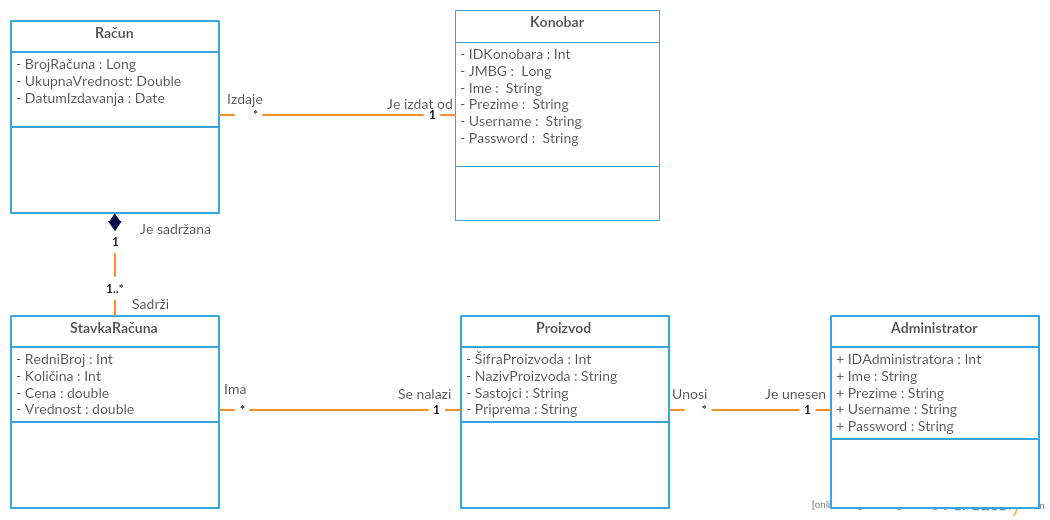 Račun
- BrojRačuna : Long
- UkupnaVrednost: Double
- DatumIzdavanja : Date
Konobar
- IDKonobara : Int
- JMBG : Long
- Ime : String
- Prezime : String
- Username : String
- Password : String
Izdaje
*
Je izdat od
1
Je sadržana
1
1..*
Sadrži
StavkaRačuna
- RedniBroj : Int
- Količina : Int
- Cena : double
- Vrednost : double
Ima
*
Se nalazi
1
Proizvod
- ŠifraProizvoda : Int
- NazivProizvoda : String
- Sastojci : String
- Priprema : String
Unosi
*
Je unesen
1
Administrator
+ IDAdministratora : Int
+ Ime : String
+ Prezime : String
+ Username : String
+ Password : String